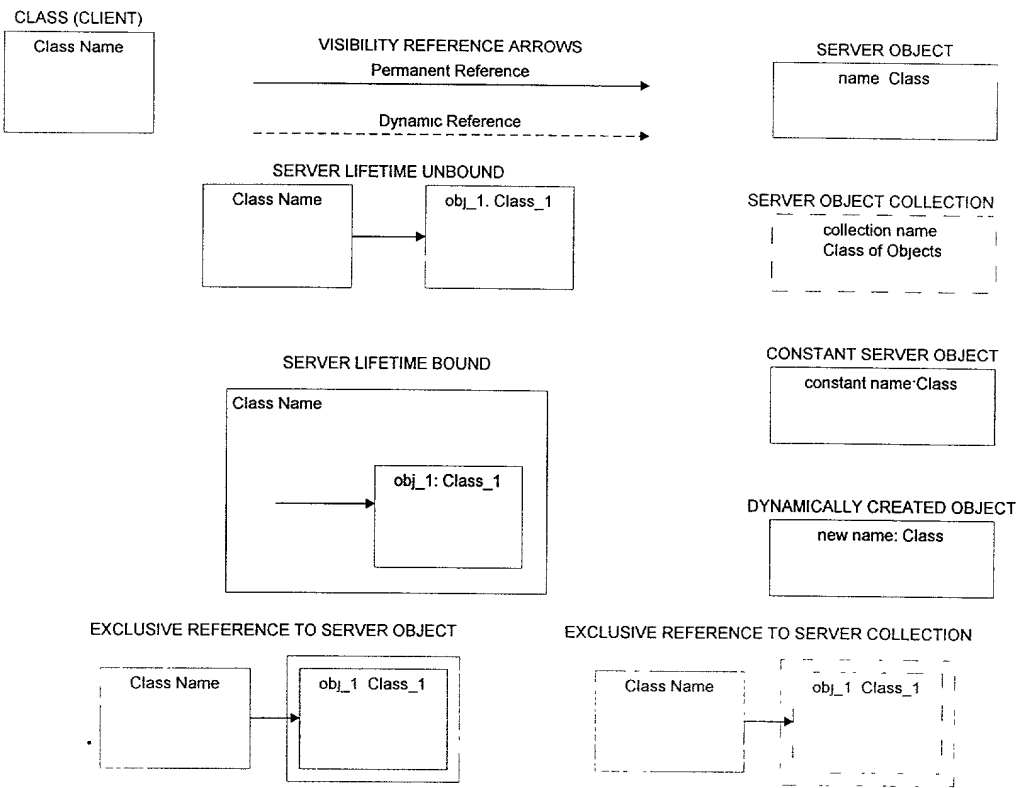 CLASS (CLIENT)
Class Name
VISIBILITY REFERENCE ARROWS
Permanent Reference
Dynamic Reference
SERVER OBJECT
name Class
SERVER LIFETIME UNBOUND
Class Name
obj_1. Class_1
SERVER OBJECT COLLECTION
collection name
Class of Objects
SERVER LIFETIME BOUND
Class Name
obj_1: Class_1
CONSTANT SERVER OBJECT
constant name·Class
DYNAMICALLY CREATED OBJECT
new name: Class
EXCLUSIVE REFERENCE TO SERVER OBJECT
Class Name
obj_1 Class_1
EXCLUSIVE REFERENCE TO SERVER COLLECTION
Class Name
obj_1 Class_1